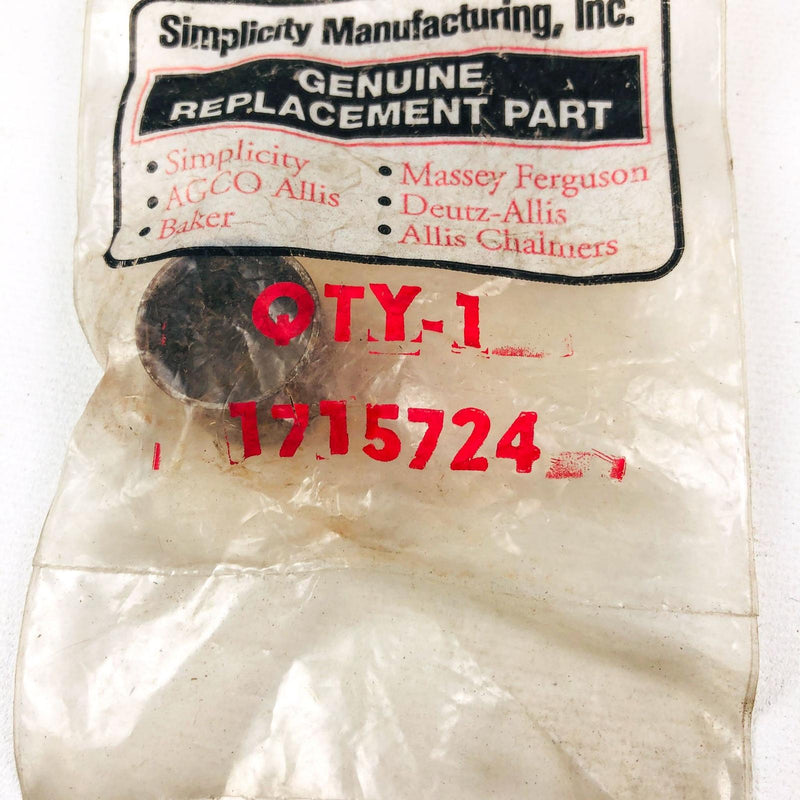 Simplicity Manufacturing, Inc.
GENUINE
REPLACEMENT PART
• Simplicity
• AGCO Allis
• Baker
• Massey Ferguson
• Deutz-Allis
• Allis Chalmers
QTY-1
1715724